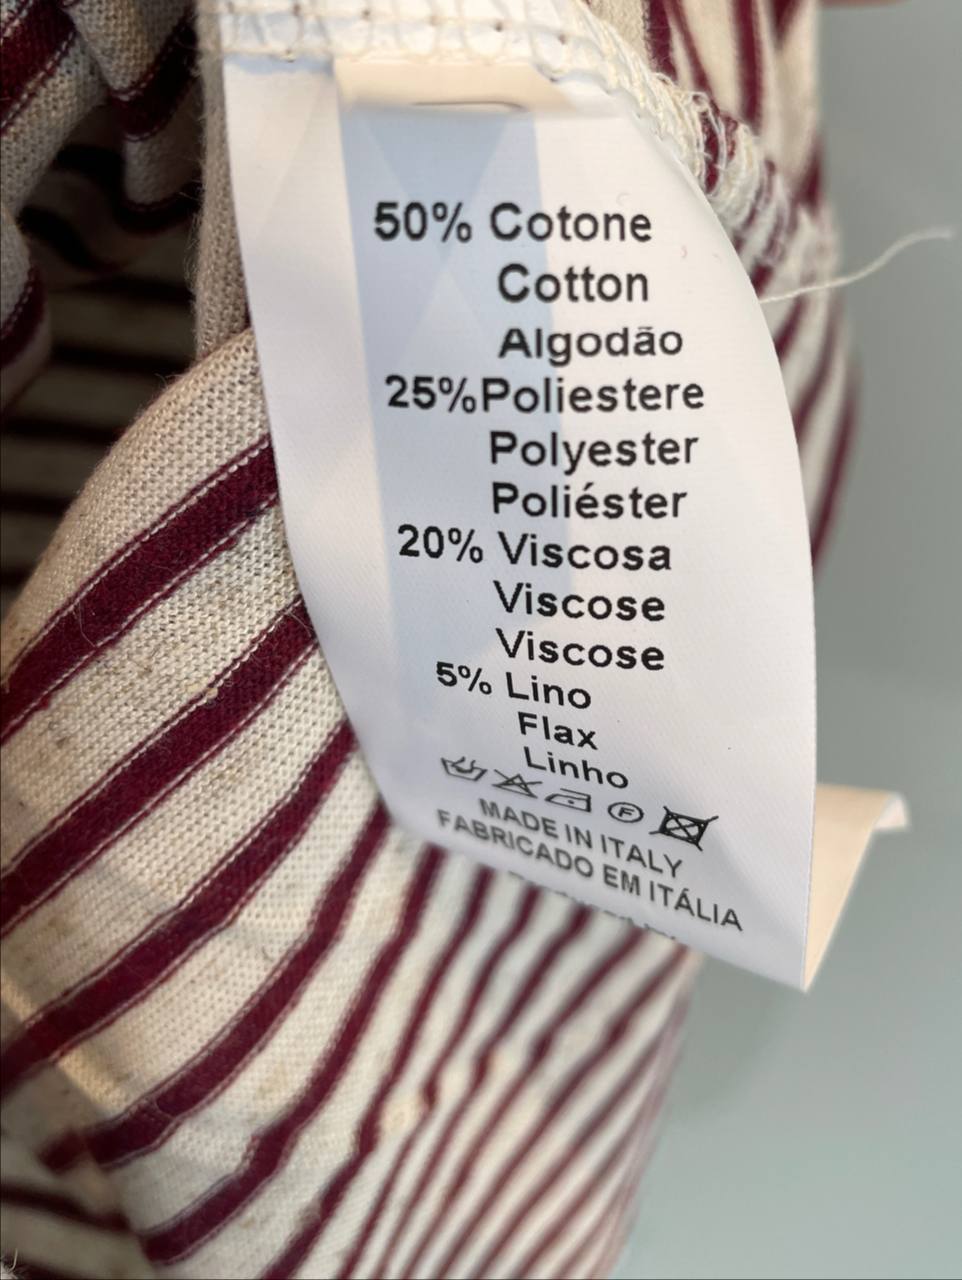 50% Cotone
Cotton
Algodão
25%Poliestere
Polyester
Poliéster
20% Viscosa
Viscose
Viscose
5% Lino
Flax
Linho
F
MADE IN ITALY
FABRICADO EM ITÁLIA